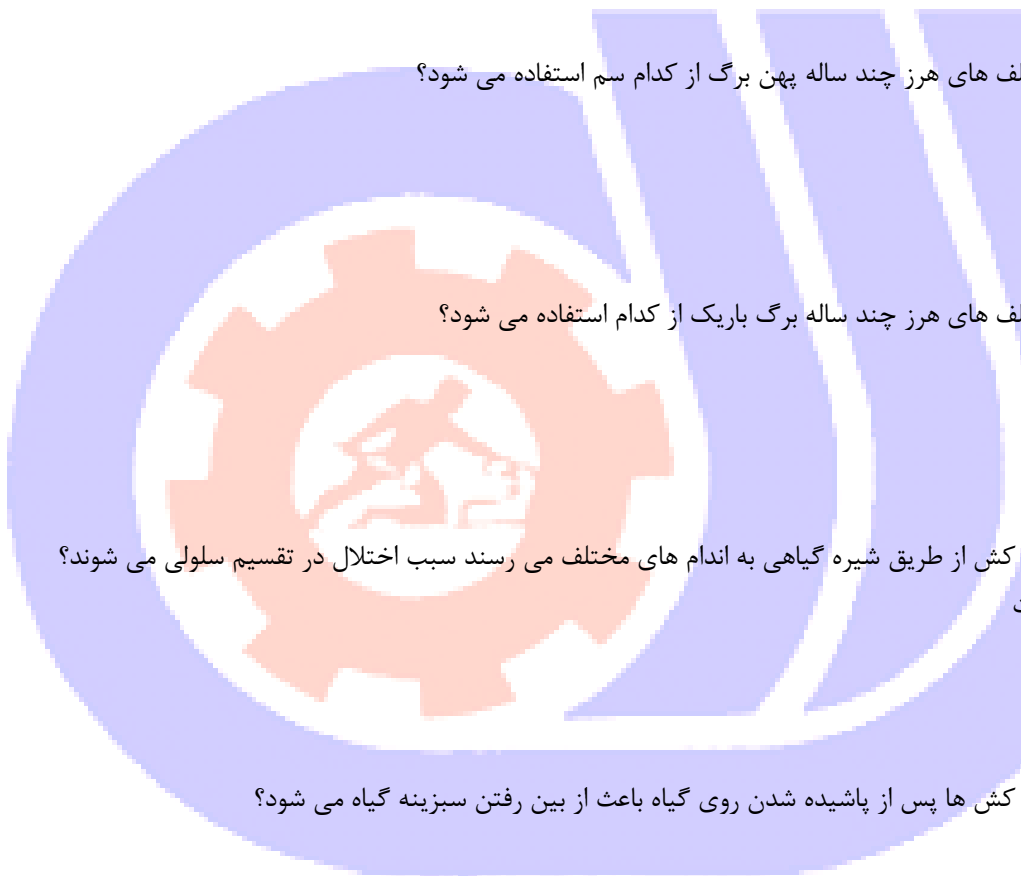 لف های هرز چند ساله پهن برگ از کدام سم استفاده می شود؟
لف های هرز چند ساله برگ باریک از کدام استفاده می شود؟
کش از طریق شیره گیاهی به اندام های مختلف می رسند سبب اختلال در تقسیم سلولی می شوند؟
کش ها پس از پاشیده شدن روی گیاه باعث از بین رفتن سبزینه گیاه می شود؟